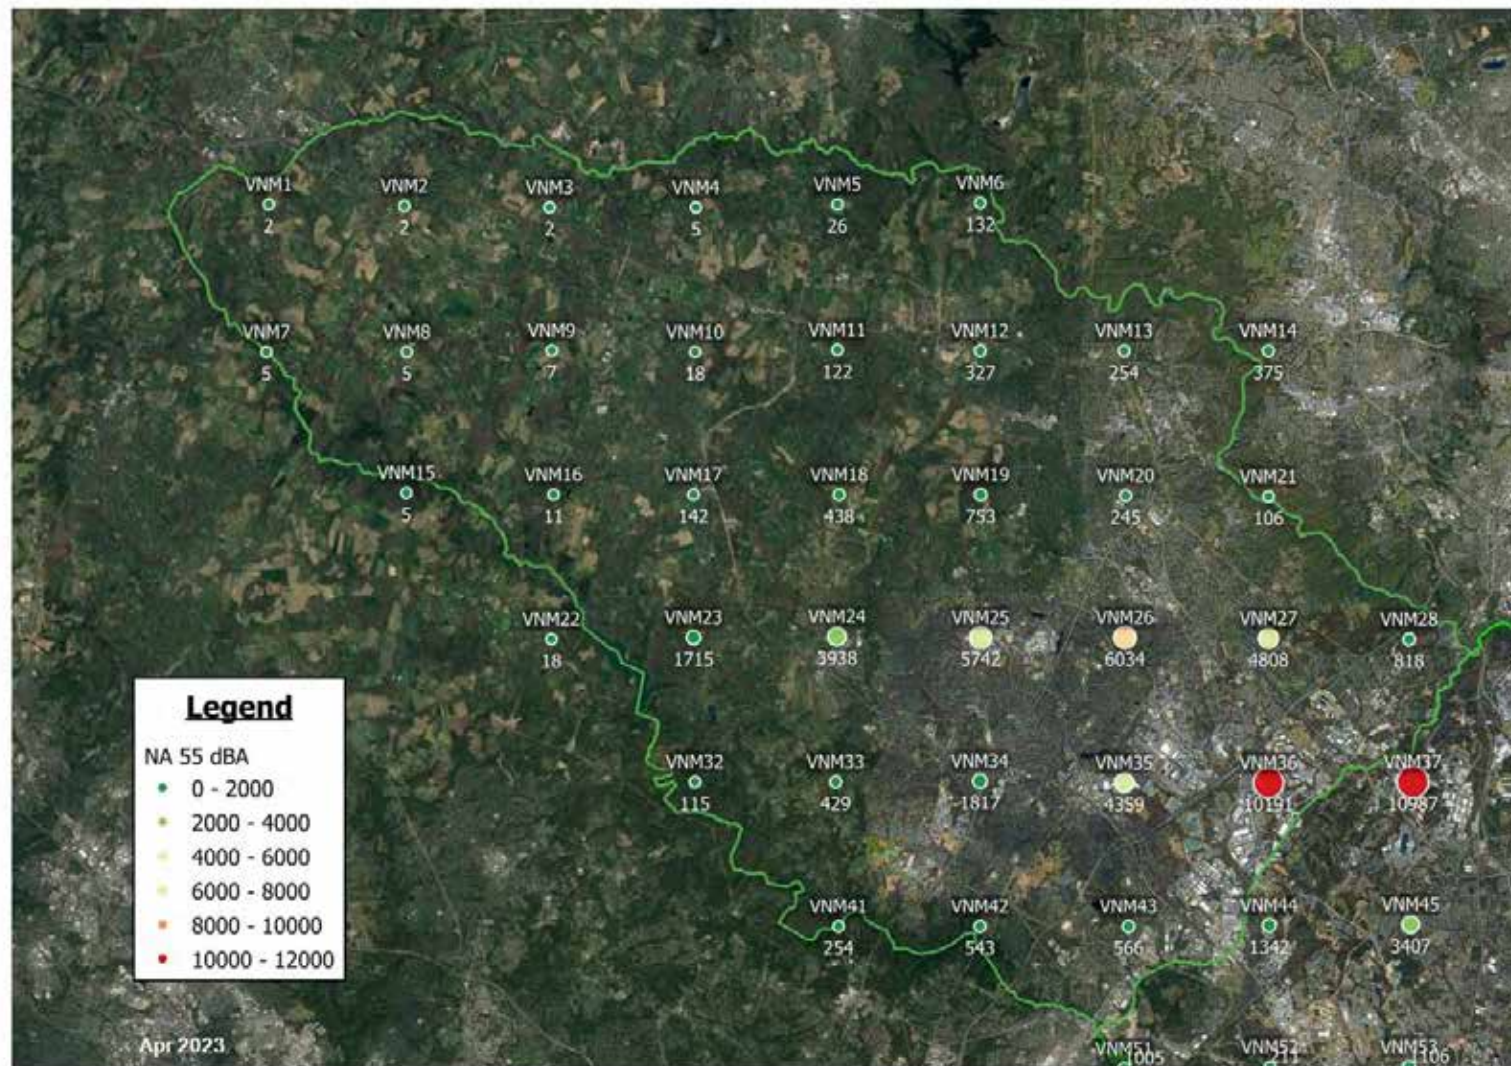 VNM1 VNM2 VNM3 VNM4 VNM5 VNM6
2 2 2 5 26 132
VNM7 VNM8 VNM9 VNM10 VNM11 VNM12 VNM13 VNM14
5 5 7 18 122 327 254 375
VNM15 VNM16 VNM17 VNM18 VNM19 VNM20 VNM21
5 11 142 438 753 245 106
VNM22 VNM23 VNM24 VNM25 VNM26 VNM27 VNM28
18 1715 3938 5742 6034 4808 818
VNM32 VNM33 VNM34 VNM35 VNM36 VNM37
115 429 1817 4359 10191 10987
VNM41 VNM42 VNM43 VNM44 VNM45
254 543 566 1342 3407
VNM51 VNM52 VNM53
1005 211 1106
Legend
NA 55 dBA
0 - 2000
2000 - 4000
4000 - 6000
6000 - 8000
8000 - 10000
10000 - 12000
Apr 2023